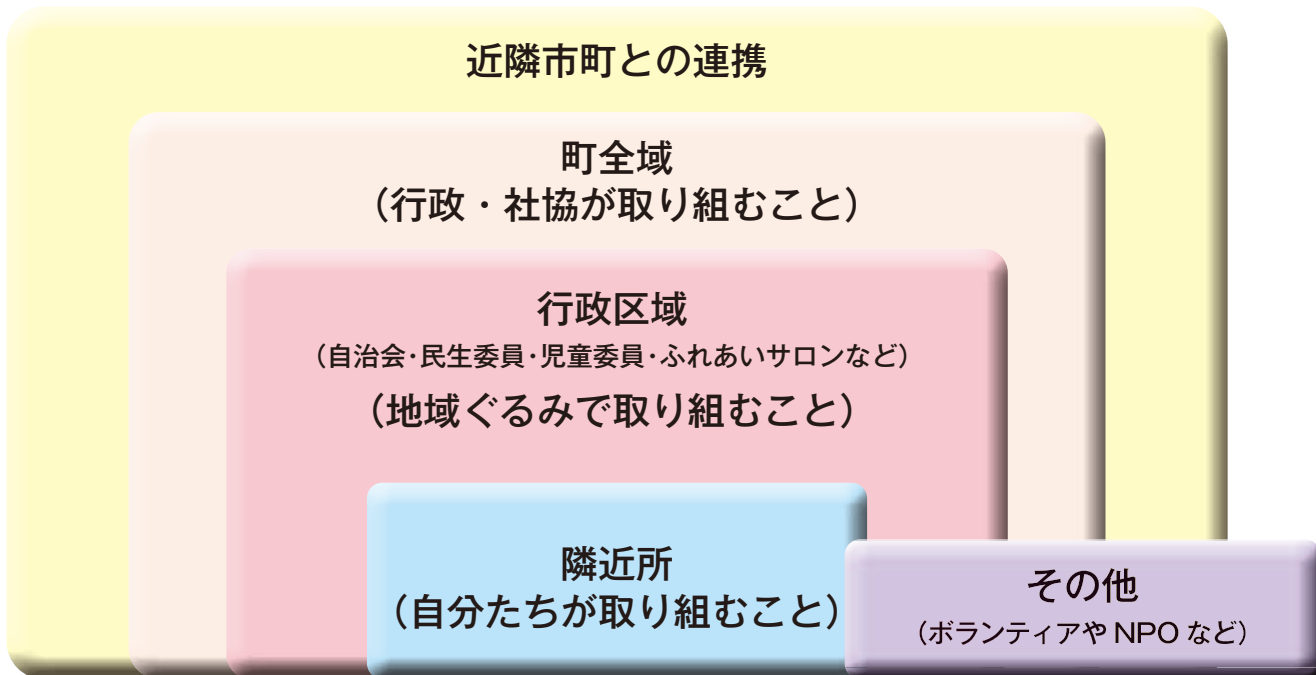 近隣市町との連携
町全域
（行政・社協が取り組むこと）
行政区域
（自治会・民生委員・児童委員・ふれあいサロンなど）
（地域ぐるみで取り組むこと）
隣近所
（自分たちが取り組むこと）
その他
（ボランティアや NPO など）